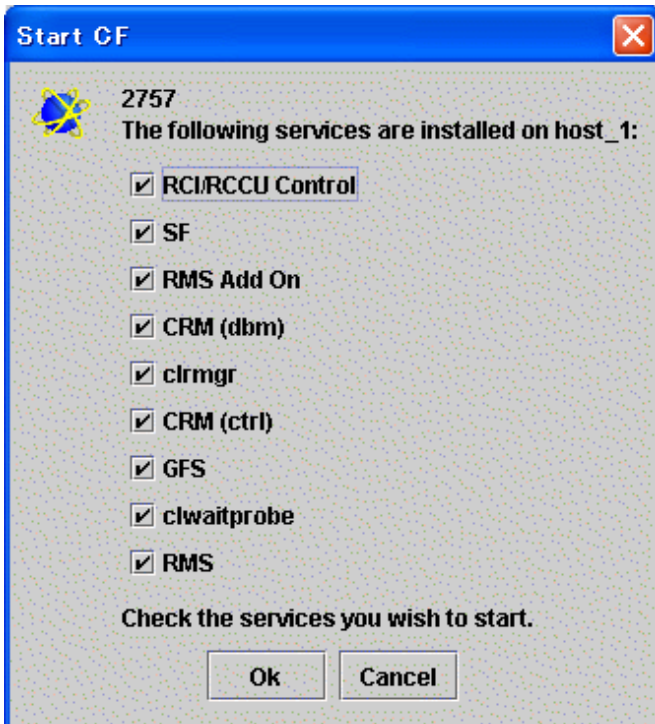 Start CF
2757
The following services are installed on host_1:
RCI/RCCU Control
SF
RMS Add On
CRM (dbm)
clrmgr
CRM (ctrl)
GFS
clwaitprobe
RMS
Check the services you wish to start.
Ok Cancel